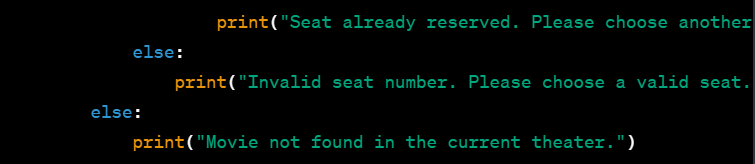 print("Seat already reserved. Please choose another
else:
print("Invalid seat number. Please choose a valid seat.
else:
print("Movie not found in the current theater.")